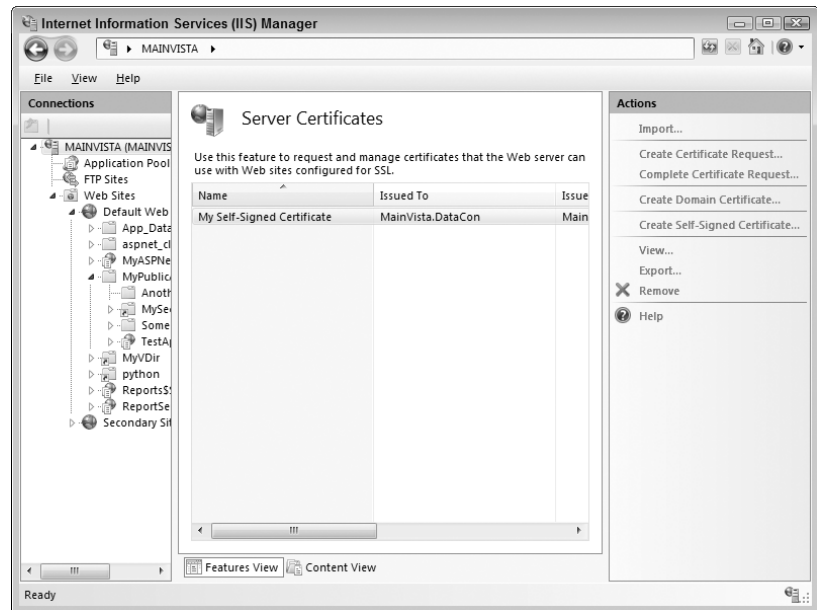 Internet Information Services (IIS) Manager
MAINVISTA
File View Help
Connections
MAINVISTA (MAINVIS
Application Pool
FTP Sites
Web Sites
Default Web
App_Data
aspnet_cl
MyASPNe
MyPublic
Anoth
MySe
Some
TestA
MyVDir
python
Reports$
ReportSe
Secondary Sit
Server Certificates
Use this feature to request and manage certificates that the Web server can
use with Web sites configured for SSL.
Name Issued To Issue
My Self-Signed Certificate MainVista.DataCon Main
Features View Content View
Actions
Import...
Create Certificate Request...
Complete Certificate Request...
Create Domain Certificate...
Create Self-Signed Certificate...
View...
Export...
Remove
Help
Ready